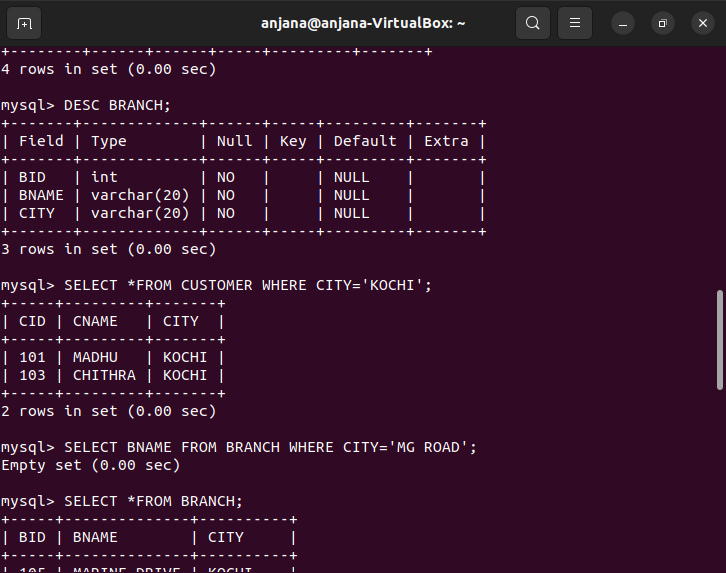 anjana@anjana-VirtualBox: ~
+--------+------+------+-----+---------+-------+
4 rows in set (0.00 sec)
mysql> DESC BRANCH;
+-------+-------------+------+-----+---------+-------+
| Field | Type        | Null | Key | Default | Extra |
+-------+-------------+------+-----+---------+-------+
| BID   | int         | NO   |     | NULL    |       |
| BNAME | varchar(20) | NO   |     | NULL    |       |
| CITY  | varchar(20) | NO   |     | NULL    |       |
+-------+-------------+------+-----+---------+-------+
3 rows in set (0.00 sec)
mysql> SELECT *FROM CUSTOMER WHERE CITY='KOCHI';
+-----+---------+-------+
| CID | CNAME   | CITY  |
+-----+---------+-------+
| 101 | MADHU   | KOCHI |
| 103 | CHITHRA | KOCHI |
+-----+---------+-------+
2 rows in set (0.00 sec)
mysql> SELECT BNAME FROM BRANCH WHERE CITY='MG ROAD';
Empty set (0.00 sec)
mysql> SELECT *FROM BRANCH;
+-----+--------------+----------+
| BID | BNAME        | CITY     |
+-----+--------------+----------+
| 105 | MARINE DRIVE | KOCHI    |